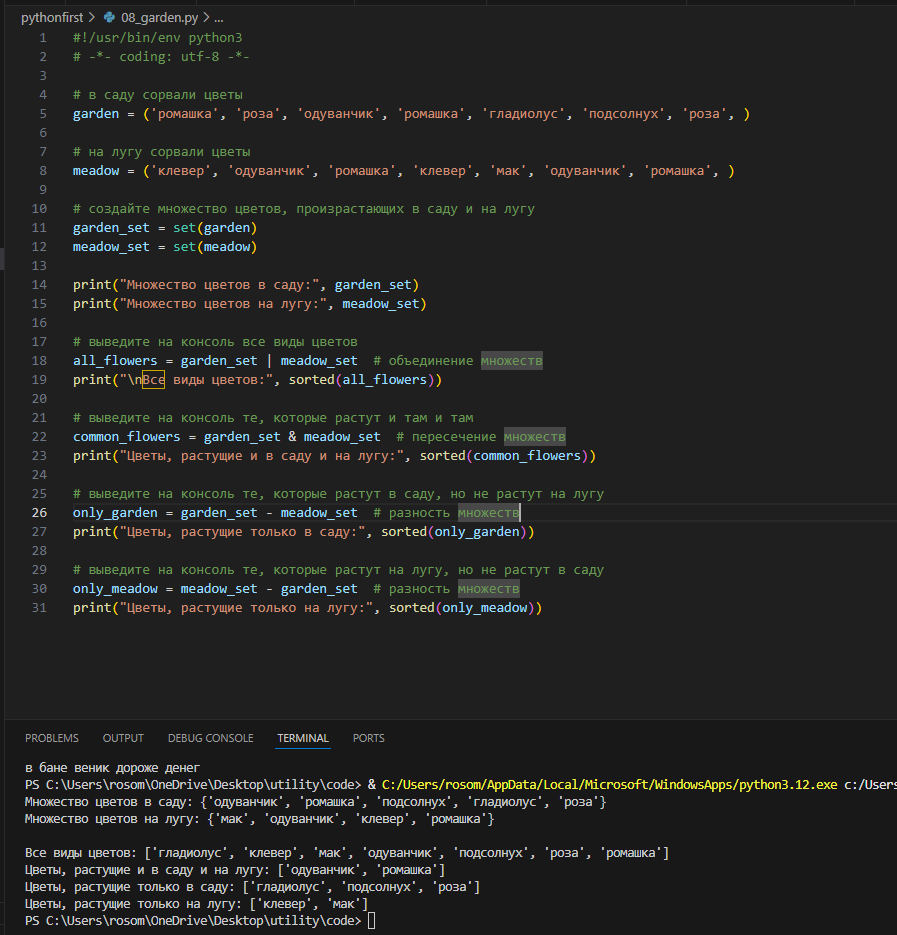 pythonfirst > 08_garden.py > ...
1 #!/usr/bin/env python3
2 # -*- coding: utf-8 -*-
3
4 # в саду сорвали цветы
5 garden = ('ромашка', 'роза', 'одуванчик', 'ромашка', 'гладиолус', 'подсолнух', 'роза', )
6
7 # на лугу сорвали цветы
8 meadow = ('клевер', 'одуванчик', 'ромашка', 'клевер', 'мак', 'одуванчик', 'ромашка', )
9
10 # создайте множество цветов, произрастающих в саду и на лугу
11 garden_set = set(garden)
12 meadow_set = set(meadow)
13
14 print("Множество цветов в саду:", garden_set)
15 print("Множество цветов на лугу:", meadow_set)
16
17 # выведите на консоль все виды цветов
18 all_flowers = garden_set | meadow_set  # объединение множеств
19 print("\nВсе виды цветов:", sorted(all_flowers))
20
21 # выведите на консоль те, которые растут и там и там
22 common_flowers = garden_set & meadow_set  # пересечение множеств
23 print("Цветы, растущие и в саду и на лугу:", sorted(common_flowers))
24
25 # выведите на консоль те, которые растут в саду, но не растут на лугу
26 only_garden = garden_set - meadow_set  # разность множеств
27 print("Цветы, растущие только в саду:", sorted(only_garden))
28
29 # выведите на консоль те, которые растут на лугу, но не растут в саду
30 only_meadow = meadow_set - garden_set  # разность множеств
31 print("Цветы, растущие только на лугу:", sorted(only_meadow))
PROBLEMS OUTPUT DEBUG CONSOLE TERMINAL PORTS
в бане веник дороже денег
PS C:\Users\rosom\OneDrive\Desktop\utility\code> & C:/Users/rosom/AppData/Local/Microsoft/WindowsApps/python3.12.exe c:/Users
Множество цветов в саду: {'одуванчик', 'ромашка', 'подсолнух', 'гладиолус', 'роза'}
Множество цветов на лугу: {'мак', 'одуванчик', 'клевер', 'ромашка'}

Все виды цветов: ['гладиолус', 'клевер', 'мак', 'одуванчик', 'подсолнух', 'роза', 'ромашка']
Цветы, растущие и в саду и на лугу: ['одуванчик', 'ромашка']
Цветы, растущие только в саду: ['гладиолус', 'подсолнух', 'роза']
Цветы, растущие только на лугу: ['клевер', 'мак']
PS C:\Users\rosom\OneDrive\Desktop\utility\code>